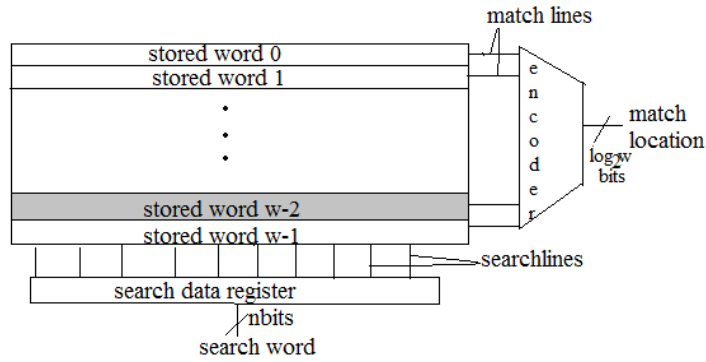 match lines
stored word 0
stored word 1
encoder
match
location
log2w
bits
stored word w-2
stored word w-1
searchlines
search data register
nbits
search word